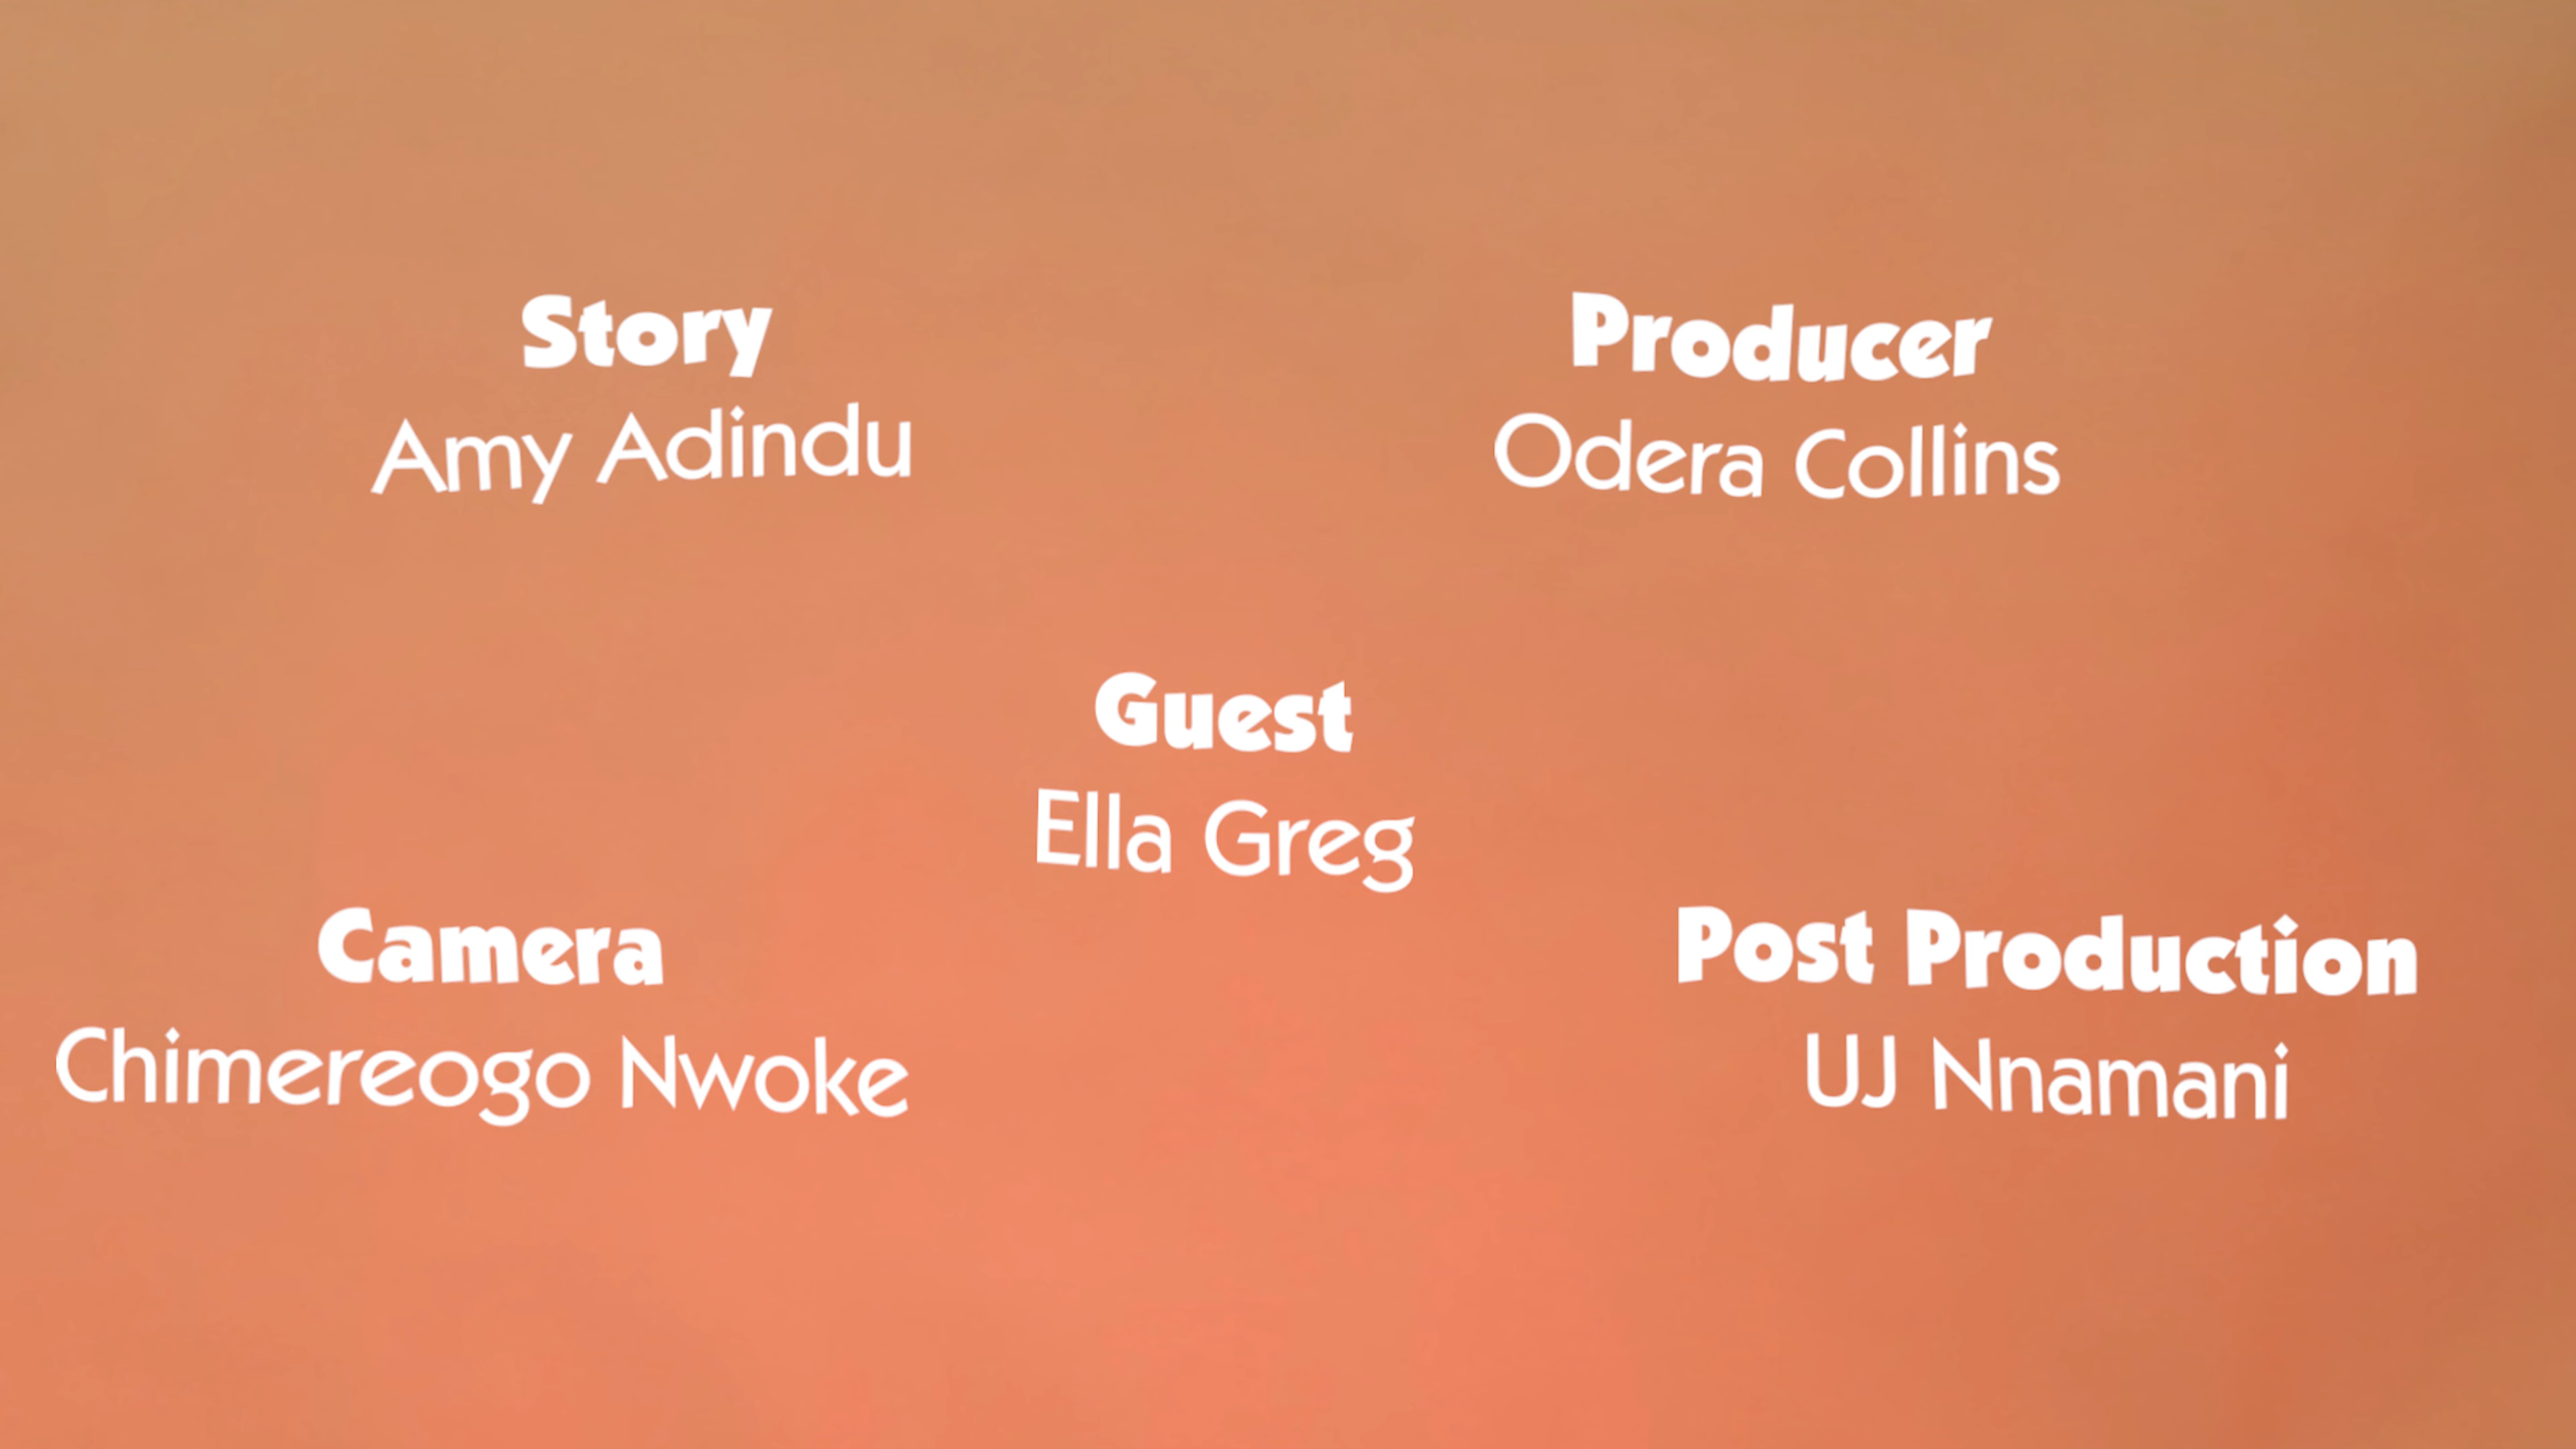 Story
Amy Adindu
Producer
Odera Collins
Guest
Ella Greg
Camera
Chimereogo Nwoke
Post Production
UJ Nnamani